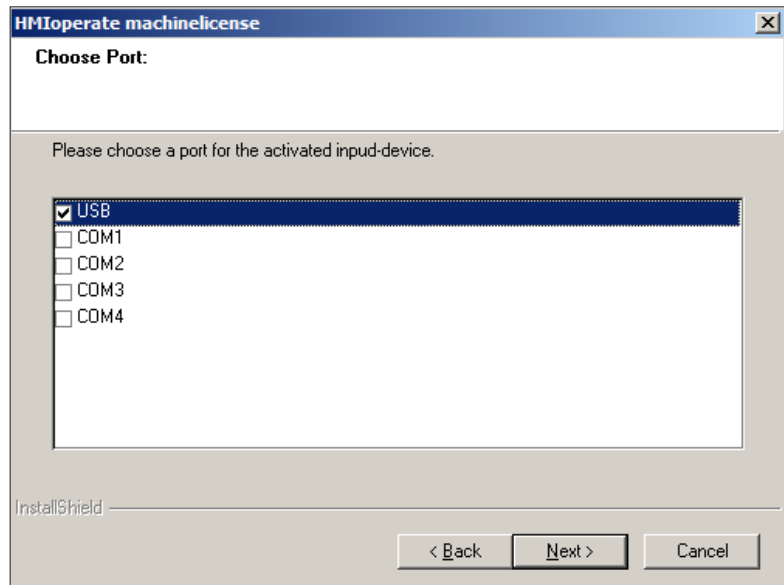 HMIoperate machinelicense
Choose Port:
Please choose a port for the activated inpud-device.
USB
COM1
COM2
COM3
COM4
InstallShield
< Back
Next >
Cancel